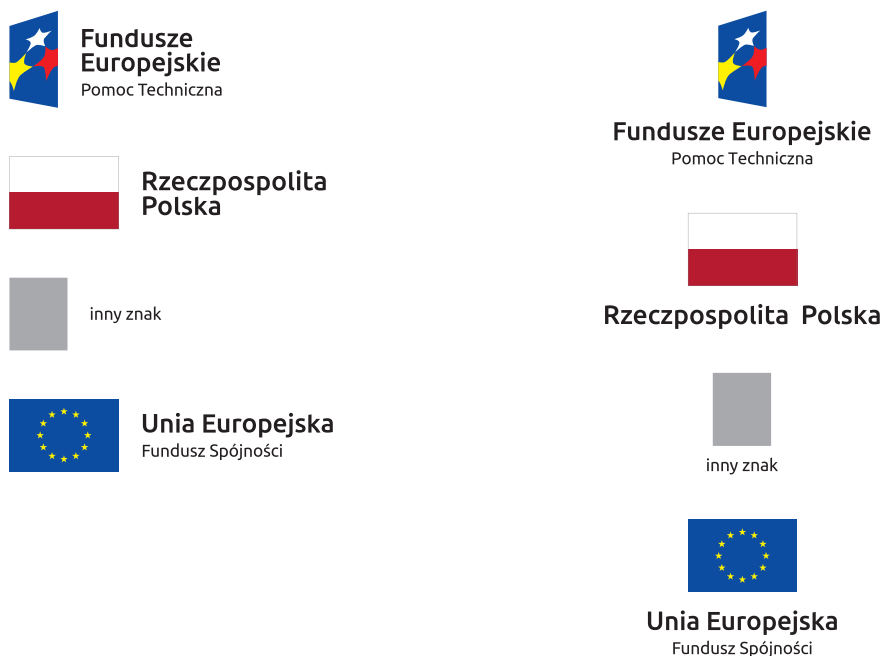 Fundusze
Europejskie
Pomoc Techniczna
Rzeczpospolita
Polska
inny znak
Unia Europejska
Fundusz Spójności
Fundusze Europejskie
Pomoc Techniczna
Rzeczpospolita Polska
inny znak
Unia Europejska
Fundusz Spójności